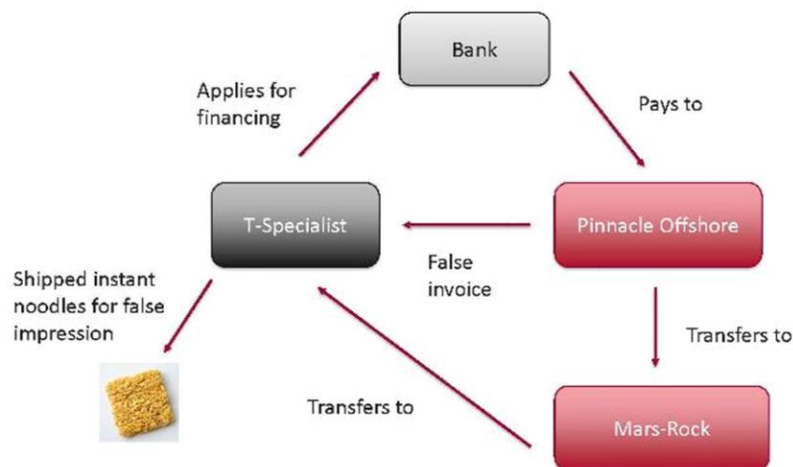 Bank
Applies for
financing
Pays to
T-Specialist
Pinnacle Offshore
False
invoice
Shipped instant
noodles for false
impression
Transfers to
Transfers to
Mars-Rock